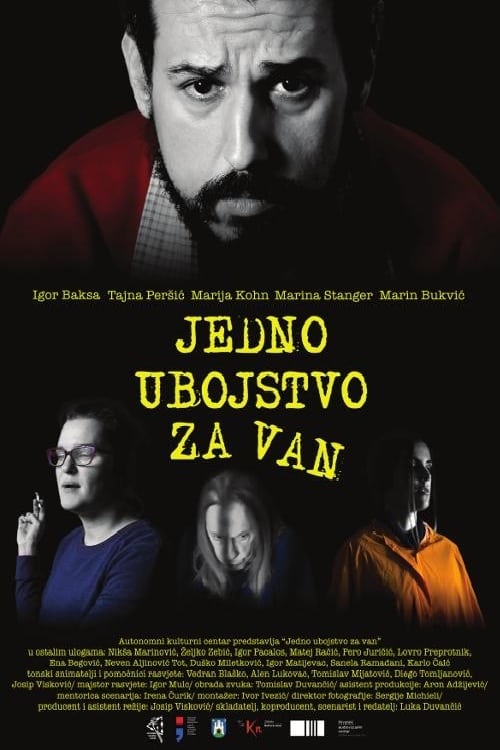 Igor Baksa Tajna Peršić Marija Kohn Marina Stanger Marin Bukvić
JEDNO
UBOJSTVO
ZA VAN
Autonomni kulturni centar predstavlja "Jedno ubojstvo za van"
u ostalim ulogama: Nikša Marinović, Željko Zebić, Igor Pacalos, Matej Račić, Pero Juričić, Lovro Preprotnik,
Ena Begović, Neven Aljinović Tot, Duško Miletković, Igor Matijevac, Sanela Ramadani, Karlo Čalć
tonski animatelji i pomoćnici rasvjete: Vedran Blaško, Alen Lukovac, Tomislav Mijatović, Diego Tomljanović,
Josip Visković/ majstor rasvjete: Igor Mulc/ obrada zvuka: Tomislav Duvančić/ asistent produkcije: Aron Adžijević/
mentorica scenarija: Irena Čurik/ montažer: Ivor Ivezić/ direktor fotografije: Sergije Michieli/
producent i asistent režije: Josip Visković/ skladatelj, koproducent, scenarist i redatelj: Luka Duvančić